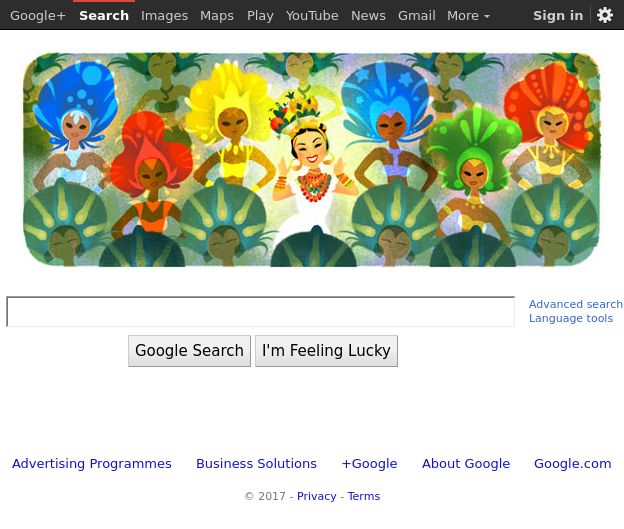 Google+ Search Images Maps Play YouTube News Gmail More Sign in
Advanced search
Language tools
Google Search I'm Feeling Lucky
Advertising Programmes Business Solutions +Google About Google Google.com
© 2017 - Privacy - Terms